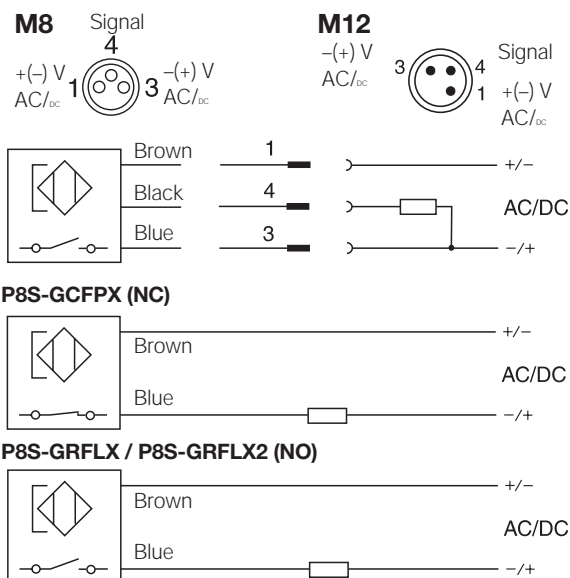 M8
Signal
4
+(–) V
AC/DC
1
3
–(+) V
AC/DC
M12
–(+) V
AC/DC
3
4
1
Signal
+(–) V
AC/DC
Brown
1
+/–
Black
4
AC/DC
Blue
3
–/+
P8S-GCFPX (NC)
+/–
Brown
AC/DC
Blue
–/+
P8S-GRFLX / P8S-GRFLX2 (NO)
+/–
Brown
AC/DC
Blue
–/+